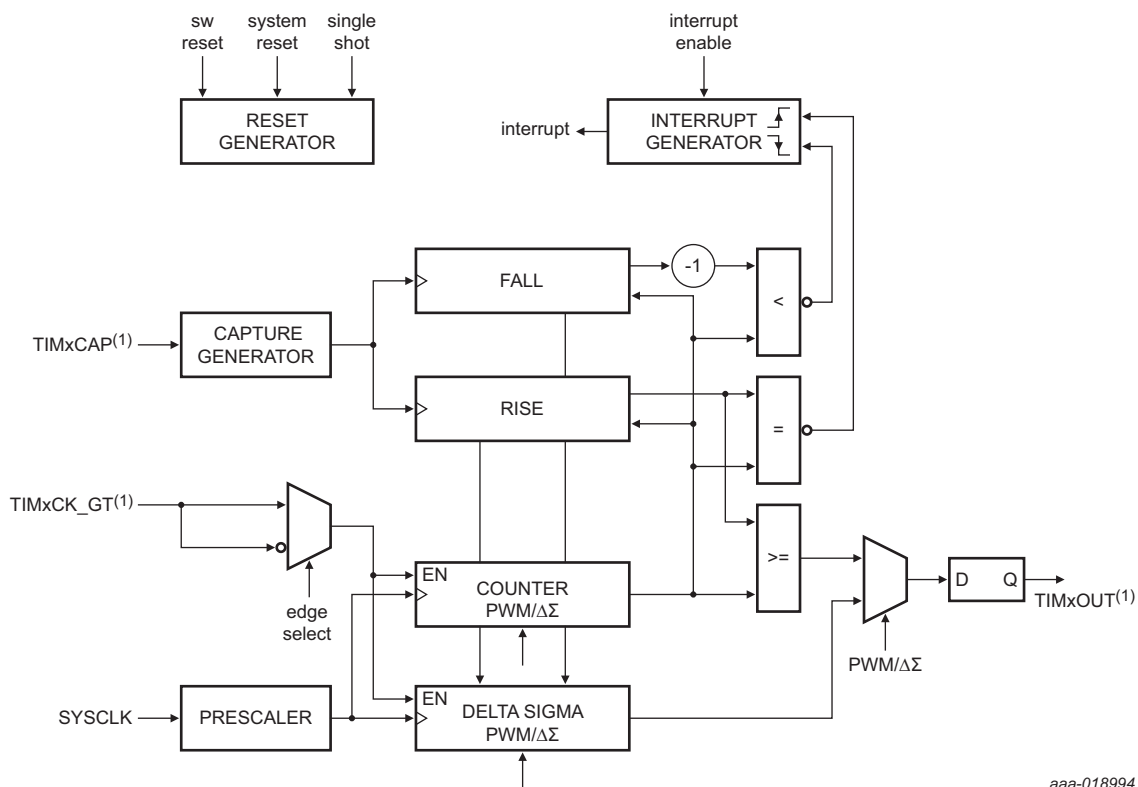 sw
reset
system
reset
single
shot
interrupt
enable
RESET
GENERATOR
interrupt
INTERRUPT
GENERATOR
FALL
-1
<
TIMxCAP(1)
CAPTURE
GENERATOR
RISE
=
TIMxCK_GT(1)
edge
select
EN
COUNTER
PWM/ΔΣ
>=
D Q
TIMxOUT(1)
PWM/ΔΣ
SYSCLK
PRESCALER
EN
DELTA SIGMA
PWM/ΔΣ
aaa-018994